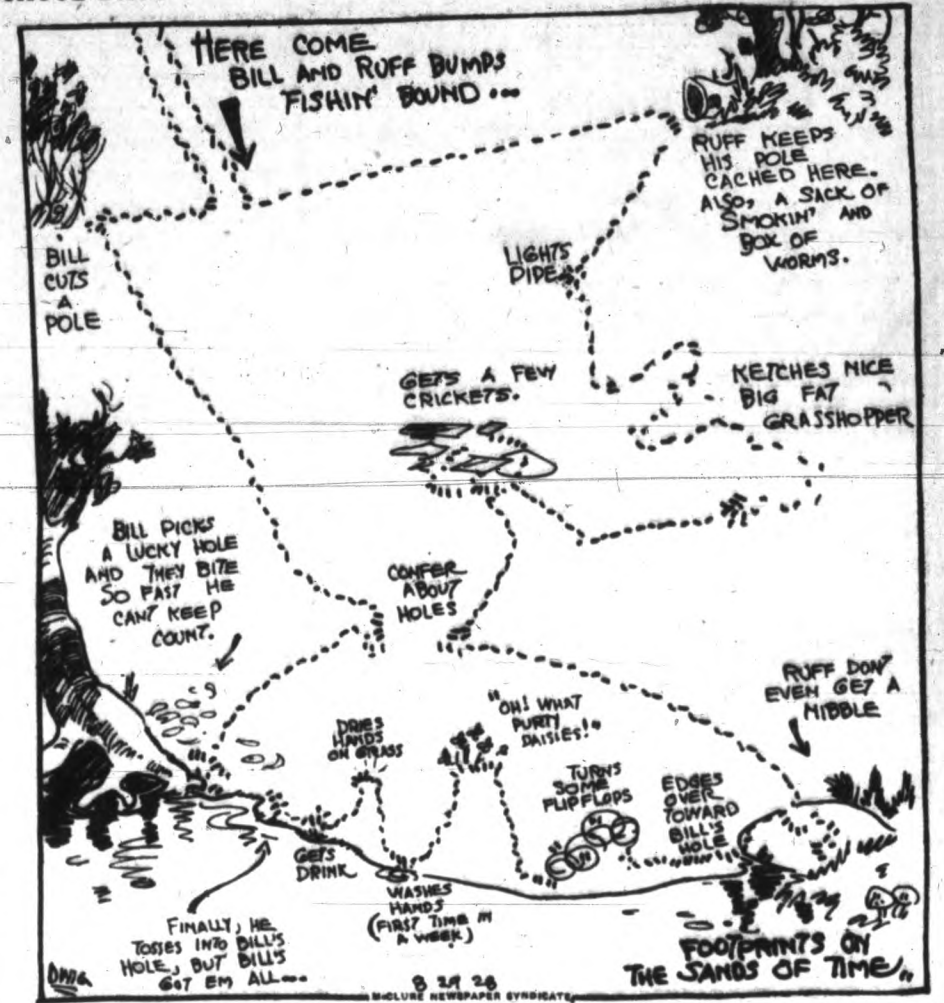 HERE COME
BILL AND RUFF BUMPS
FISHIN' BOUND...
RUFF KEEPS
HIS POLE
CACHED HERE.
ALSO, A SACK OF
SMOKIN' AND
BOX OF
WORMS.
BILL
CUTS
A
POLE
LIGHTS
PIPE.
GETS A FEW
CRICKETS.
KETCHES NICE
BIG FAT
GRASSHOPPER
BILL PICKS
A LUCKY HOLE
AND THEY BITE
SO FAST HE
CANT KEEP
COUNT.
CONFER
ABOUT
HOLES
RUFF DON'T
EVEN GET A
NIBBLE
DRIES
HANDS
ON GRASS
"OH! WHAT
PURTY
DAISIES!"
TURNS
SOME
FLIPFLOPS
EDGES
OVER
TOWARD
BILL'S
HOLE
GETS
DRINK
WASHES
HANDS
(FIRST TIME IN
A WEEK)
FINALLY, HE
TOSSES INTO BILL'S
HOLE, BUT BILL'S
GOT EM ALL....
FOOTPRINTS ON
THE SANDS OF TIME..
DWIG
8 29 28
McCLURE NEWSPAPER SYNDICATE